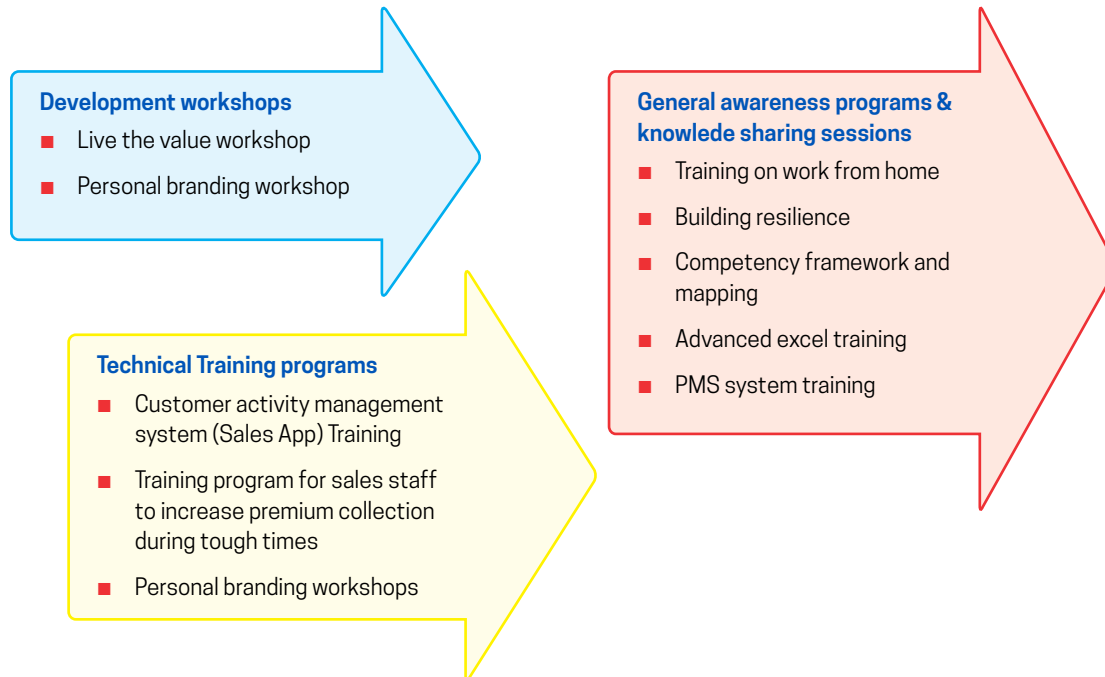 Development workshops
Live the value workshop
Personal branding workshop
Technical Training programs
Customer activity management
system (Sales App) Training
Training program for sales staff
to increase premium collection
during tough times
Personal branding workshops
General awareness programs &
knowlede sharing sessions
Training on work from home
Building resilience
Competency framework and
mapping
Advanced excel training
PMS system training